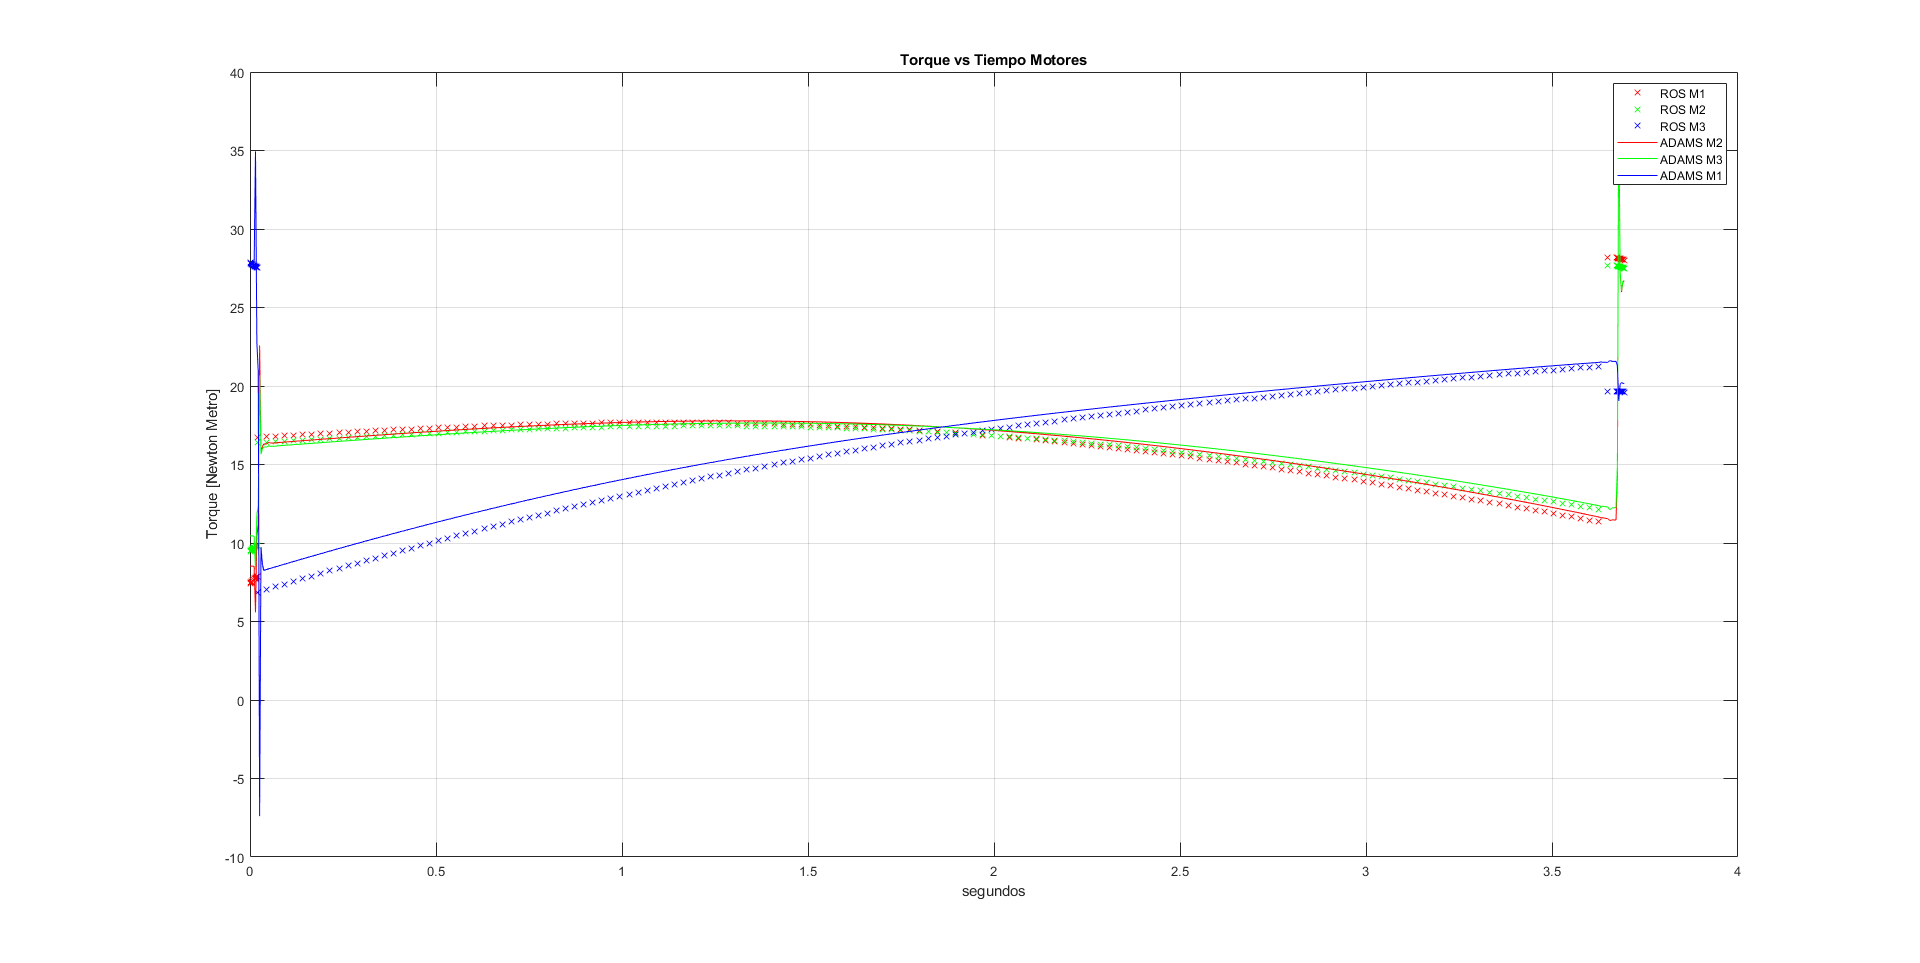 Torque vs Tiempo Motores
40
35
30
25
20
15
10
5
0
-5
-10
Torque [Newton Metro]
0
0.5
1
1.5
2
2.5
3
3.5
4
segundos
ROS M1
ROS M2
ROS M3
ADAMS M2
ADAMS M3
ADAMS M1